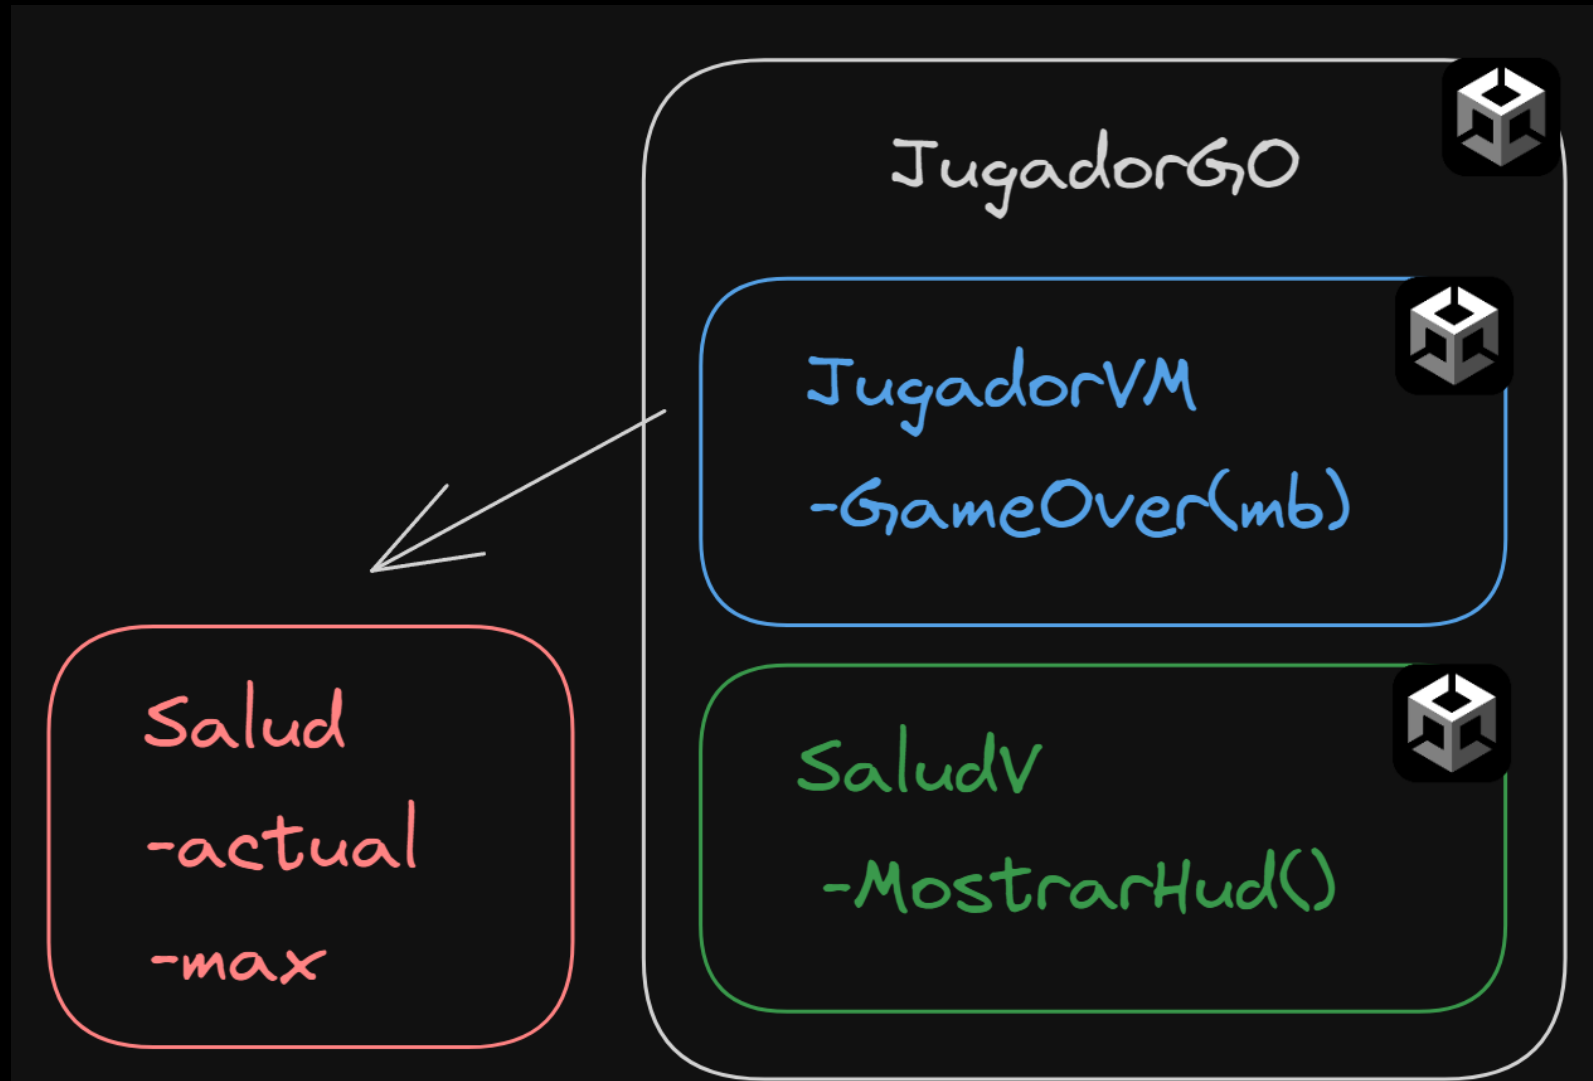 JugadorGO
JugadorVM
-GameOver(mb)
Salud
-actual
-max
SaludV
-MostrarHud()